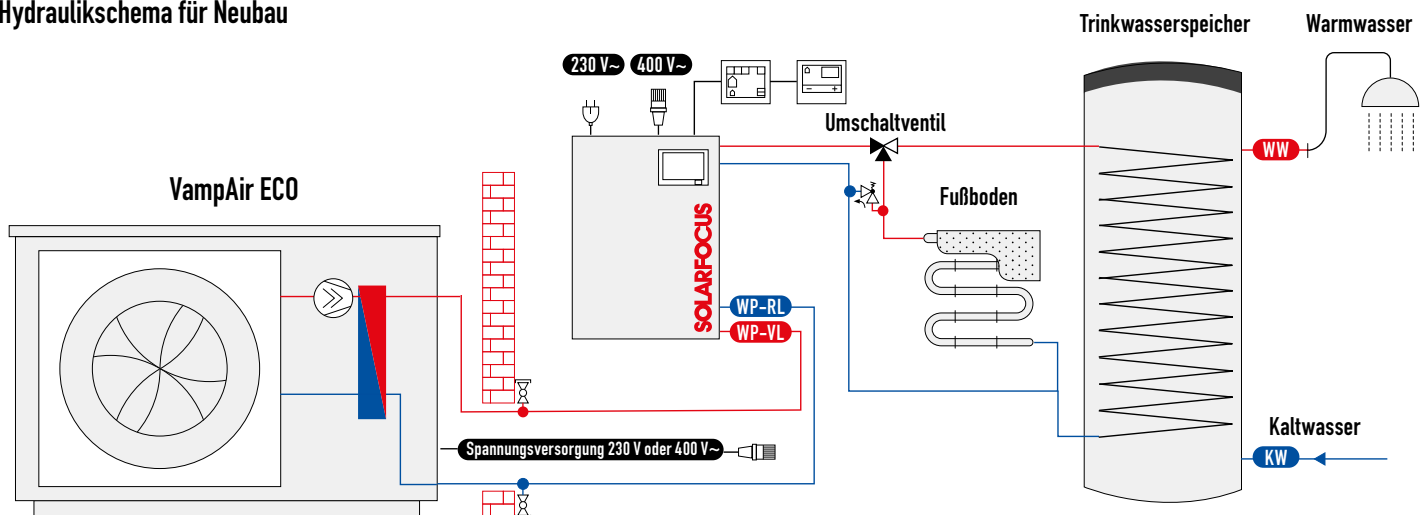 Hydraulikschema für Neubau
Trinkwasserspeicher
Warmwasser
230 V~
400 V~
Umschaltventil
WW
VampAir ECO
Fußboden
SOLARFOCUS
WP-RL
WP-VL
Kaltwasser
Spannungsversorgung 230 V oder 400 V~
KW